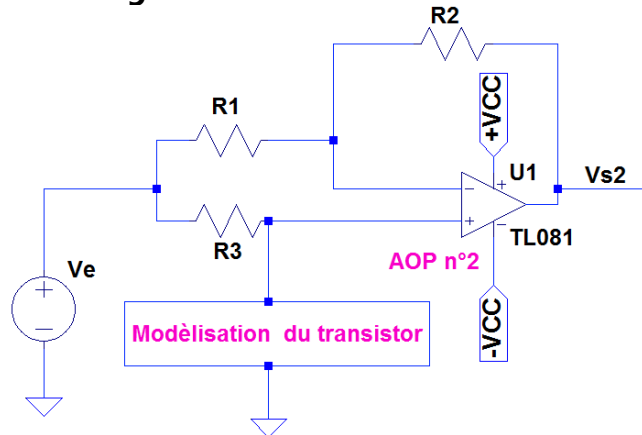 R2
+VCC
R1
U1
Vs2
R3
TL081
AOP n°2
Ve
Modèlisation du transistor
-VCC